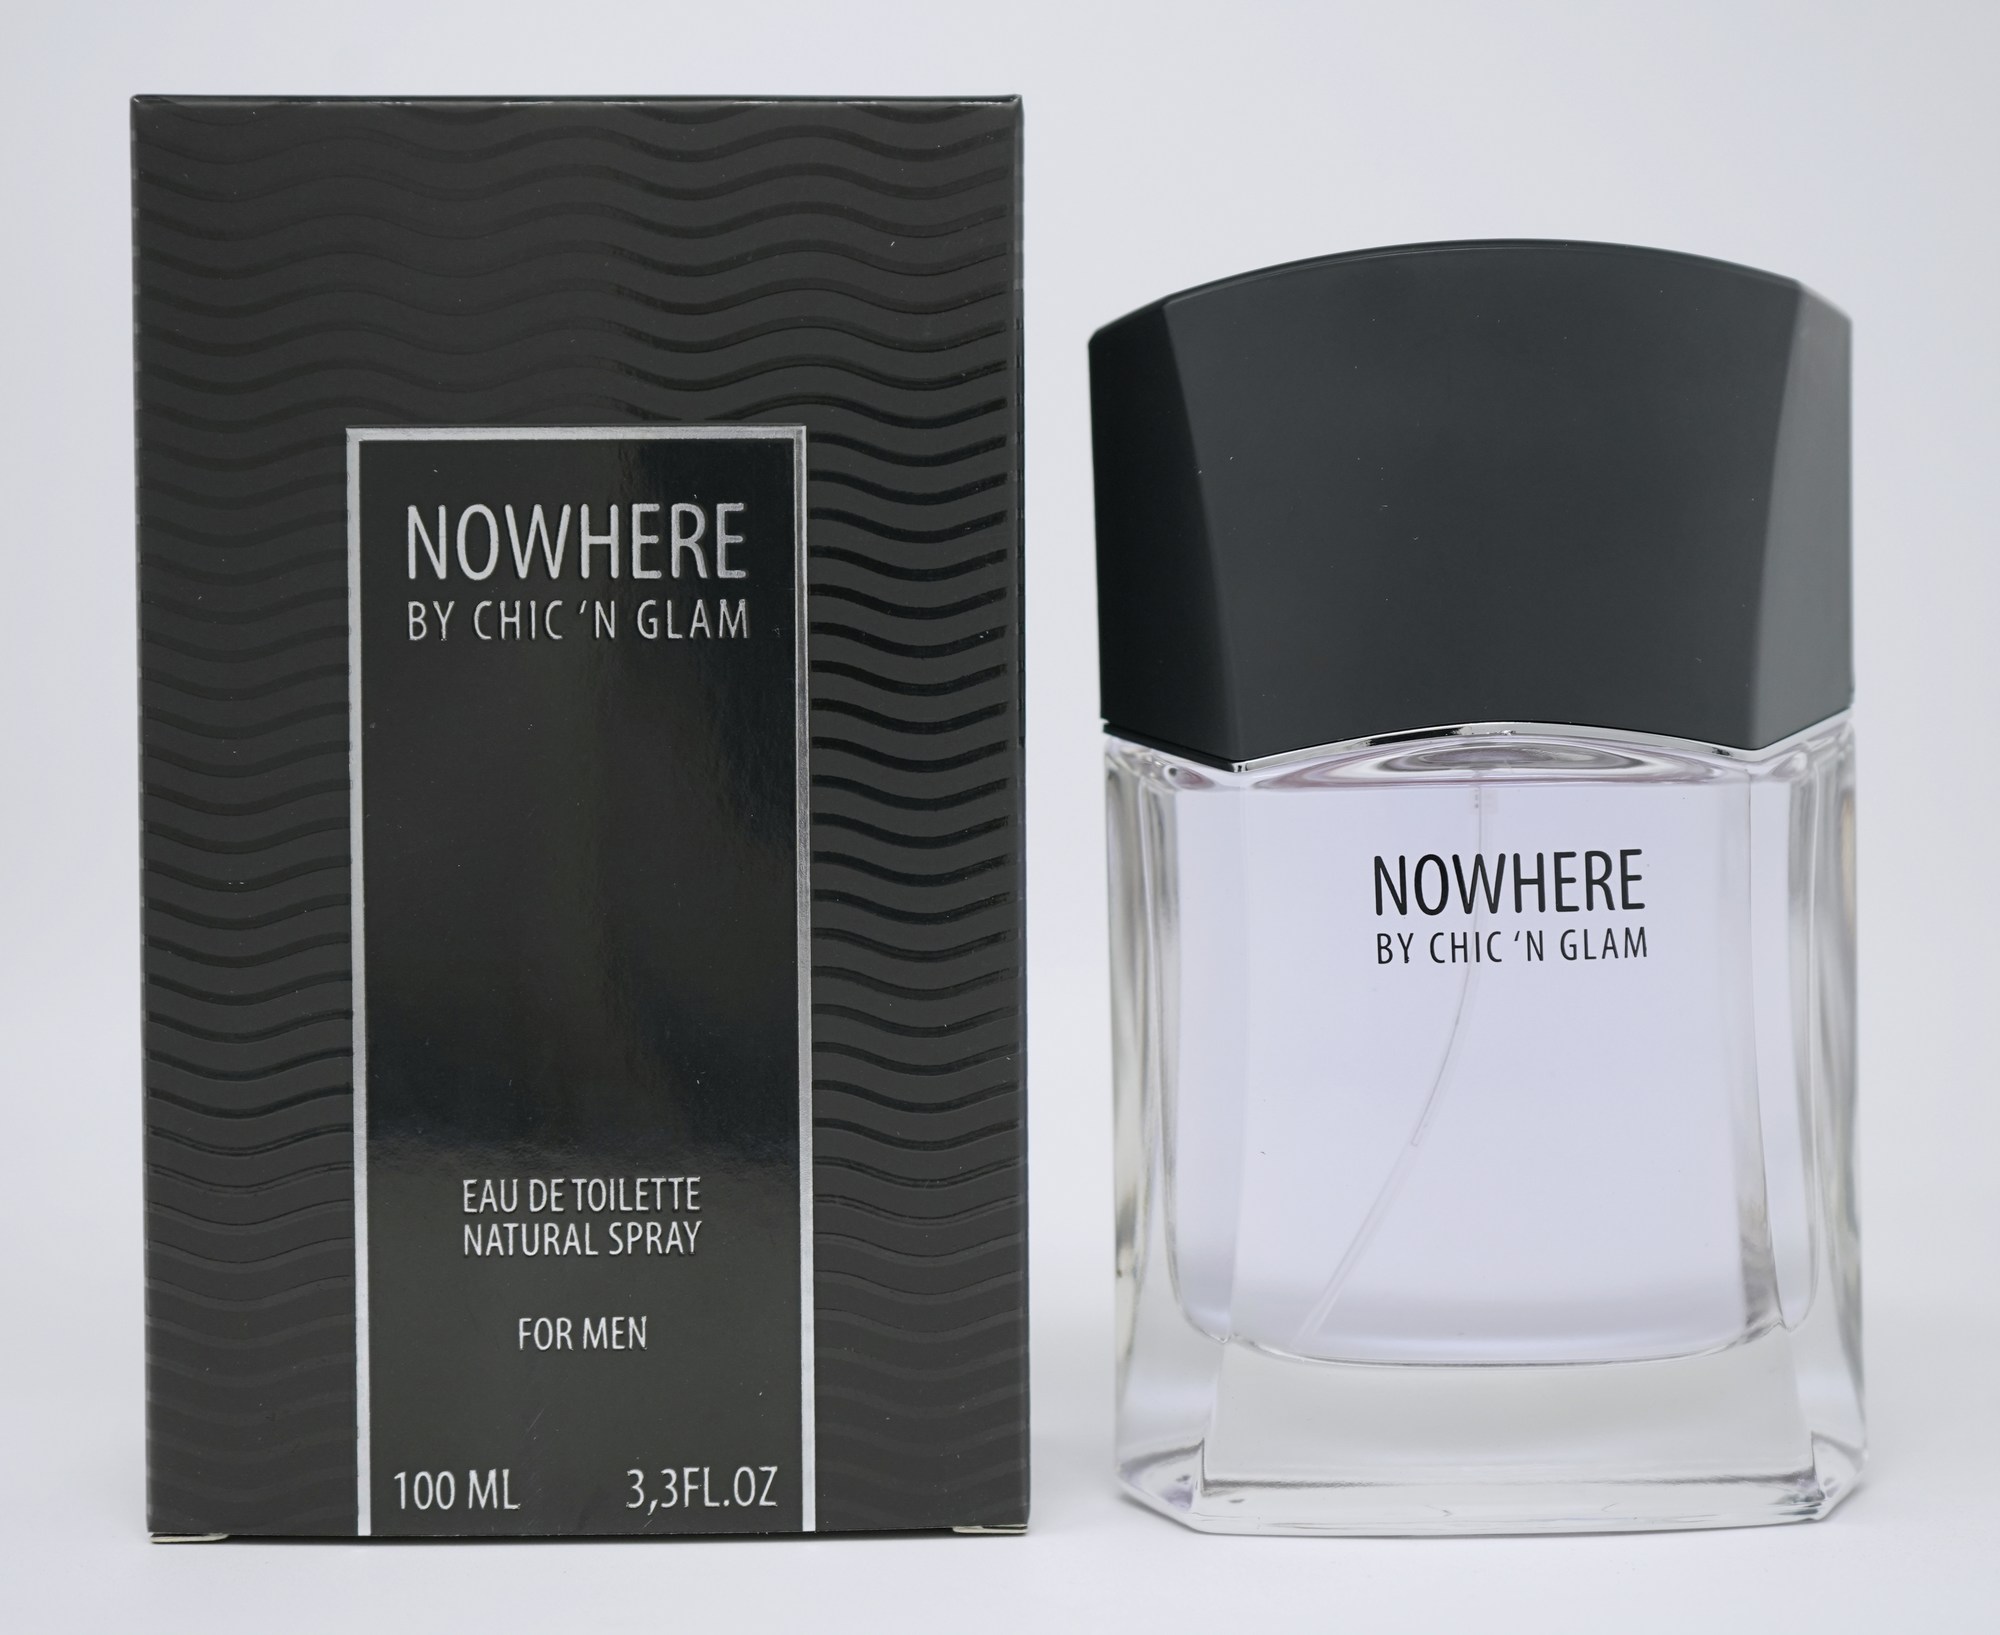 NOWHERE
BY CHIC ‘N GLAM
EAU DE TOILETTE
NATURAL SPRAY
FOR MEN
100 ML 3,3FL.OZ
NOWHERE
BY CHIC ‘N GLAM